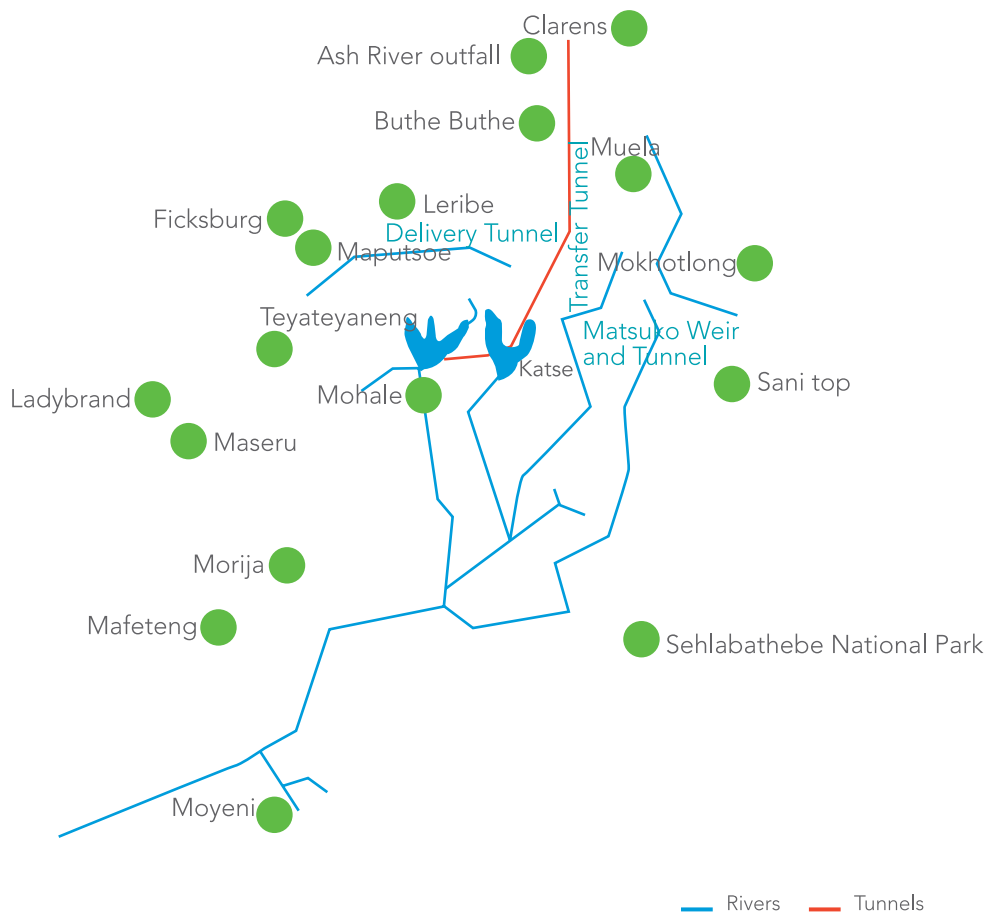 Clarens
Ash River outfall
Buthe Buthe
Muela
Transfer Tunnel
Leribe
Ficksburg
Delivery Tunnel
Maputsoe
Mokhotlong
Teyateyaneng
Matsuko Weir
and Tunnel
Katse
Sani top
Mohale
Ladybrand
Maseru
Morija
Mafeteng
Sehlabathebe National Park
Moyeni
Rivers
Tunnels